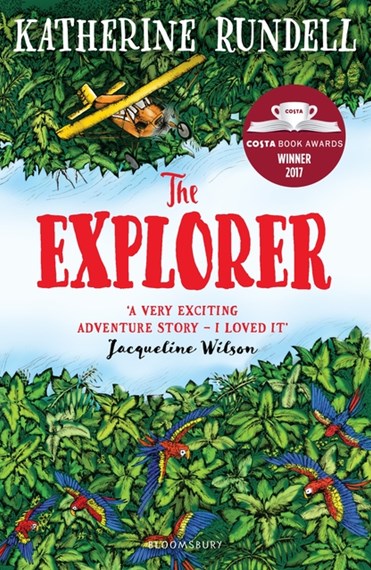 KATHERINE RUNDELL
COSTA
COSTA BOOK AWARDS
WINNER
2017
The
EXPLORER
‘A VERY EXCITING
ADVENTURE STORY – I LOVED IT’
Jacqueline Wilson
BLOOMSBURY